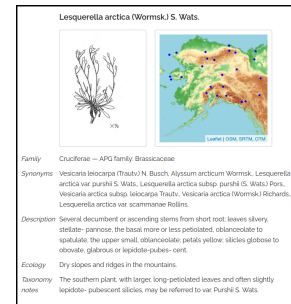 Lesquerella arctica (Wormsk.) S. Wats.
X⅖
Leaflet | OSM, SRTM, OTM
Family Cruciferae — APG family: Brassicaceae
Synonyms Vesicaria leiocarpa (Trautv.) N. Busch, Alyssum arcticum Wormsk., Lesquerella
arctica var. purshii S. Wats., Lesquerella arctica subsp. purshii (S. Wats.) Pors.,
Vesicaria arctica subsp. leiocarpa Trautv., Vesicaria arctica (Wormsk.) Richards.,
Lesquerella arctica var. scammanae Rollins.
Description Several decumbent or ascending stems from short root; leaves silvery,
stellate- pannose, the basal more or less petiolated, oblanceolate to
spatulate, the upper small, oblanceolate; petals yellow; silicles globose to
obovate, glabrous or lepidote-pubes- cent.
Ecology Dry slopes and ridges in the mountains.
Taxonomy The southern plant, with larger, long-petiolated leaves and often slightly
notes lepidote- pubescent silicles, may be referred to var. Purshii S. Wats.